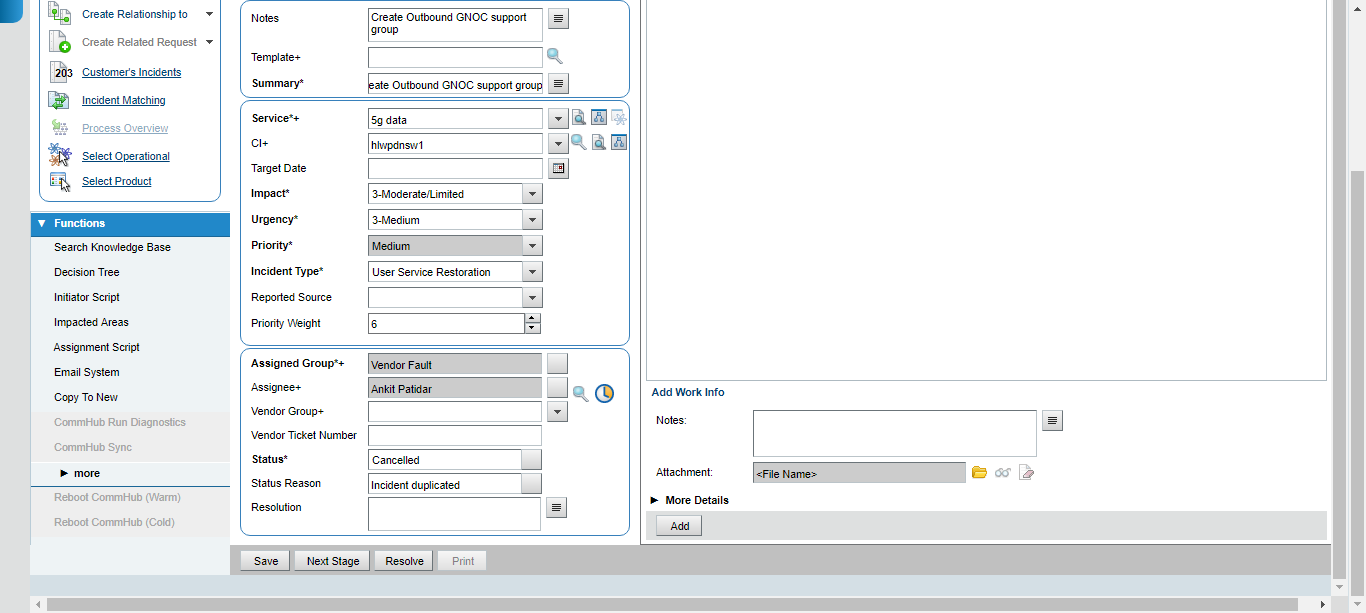 Create Relationship to
Create Related Request
203 Customer's Incidents
Incident Matching
Process Overview
Select Operational
Select Product
Functions
Search Knowledge Base
Decision Tree
Initiator Script
Impacted Areas
Assignment Script
Email System
Copy To New
CommHub Run Diagnostics
CommHub Sync
more
Reboot CommHub (Warm)
Reboot CommHub (Cold)
Notes Create Outbound GNOC support
group
Template+
Summary* eate Outbound GNOC support group
Service*+ 5g data
CI+ hlwpdnsw1
Target Date
Impact* 3-Moderate/Limited
Urgency* 3-Medium
Priority* Medium
Incident Type* User Service Restoration
Reported Source
Priority Weight 6
Assigned Group*+ Vendor Fault
Assignee+ Ankit Patidar
Vendor Group+
Vendor Ticket Number
Status* Cancelled
Status Reason Incident duplicated
Resolution
Save Next Stage Resolve Print
Add Work Info
Notes:
Attachment: <File Name>
More Details
Add